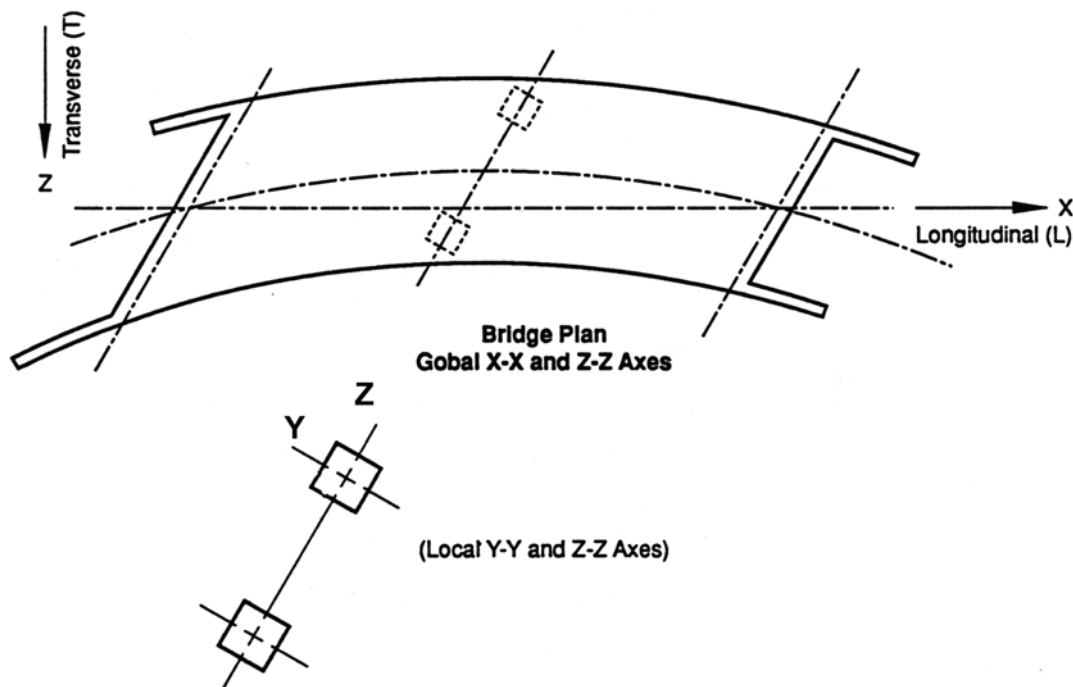 Transverse (T)
Z
X
Longitudinal (L)
Bridge Plan
Gobal X-X and Z-Z Axes
Z
Y
(Local Y-Y and Z-Z Axes)